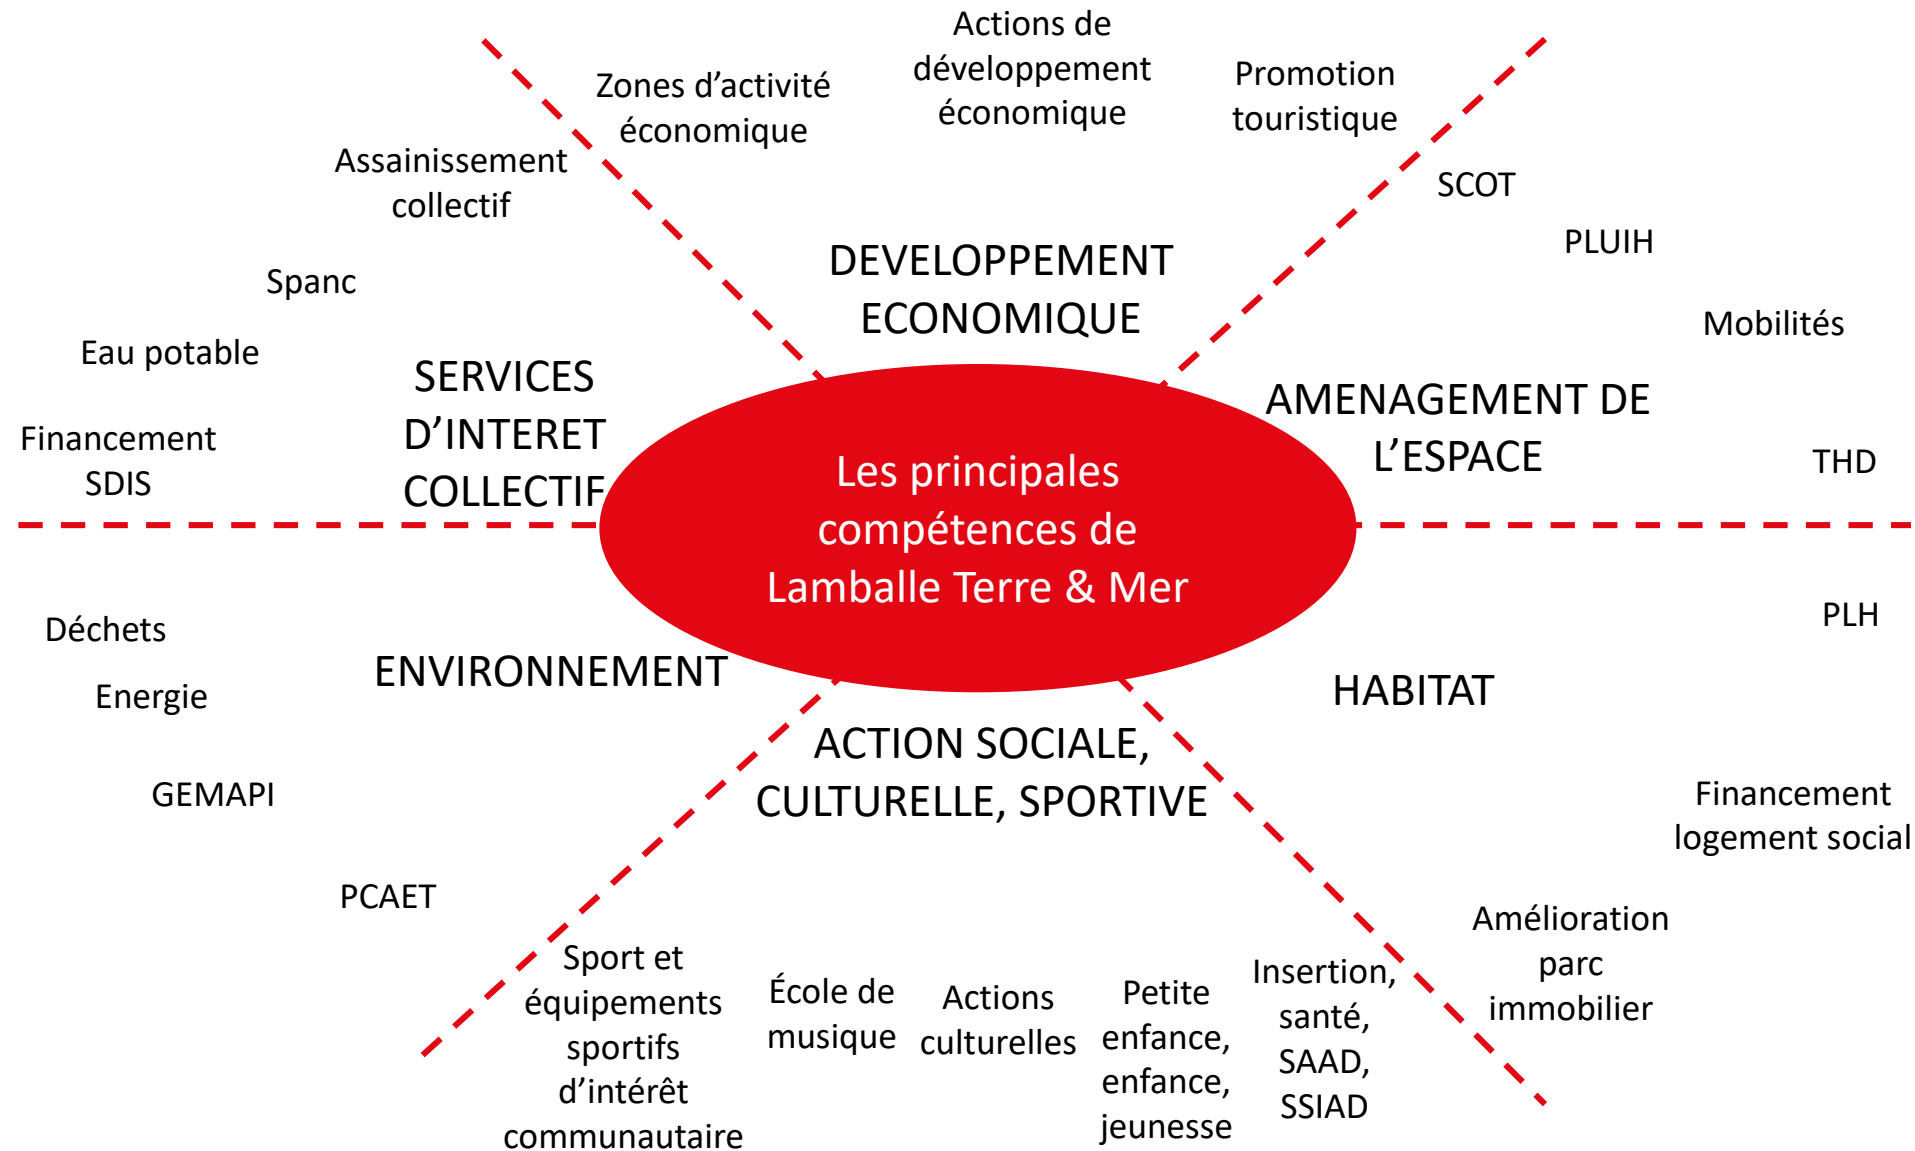 Actions de
développement
économique
Zones d’activité
économique
Promotion
touristique
Assainissement
collectif
SCOT
PLUIH
Spanc
DEVELOPPEMENT
ECONOMIQUE
Mobilités
Eau potable
SERVICES
D’INTERET
COLLECTIF
AMENAGEMENT DE
L’ESPACE
Financement
SDIS
THD
Les principales
compétences de
Lamballe Terre & Mer
Déchets
PLH
ENVIRONNEMENT
HABITAT
Energie
ACTION SOCIALE,
CULTURELLE, SPORTIVE
GEMAPI
Financement
logement social
PCAET
Amélioration
parc
immobilier
Sport et
équipements
sportifs
d’intérêt
communautaire
École de
musique
Actions
culturelles
Petite
enfance,
enfance,
jeunesse
Insertion,
santé,
SAAD,
SSIAD